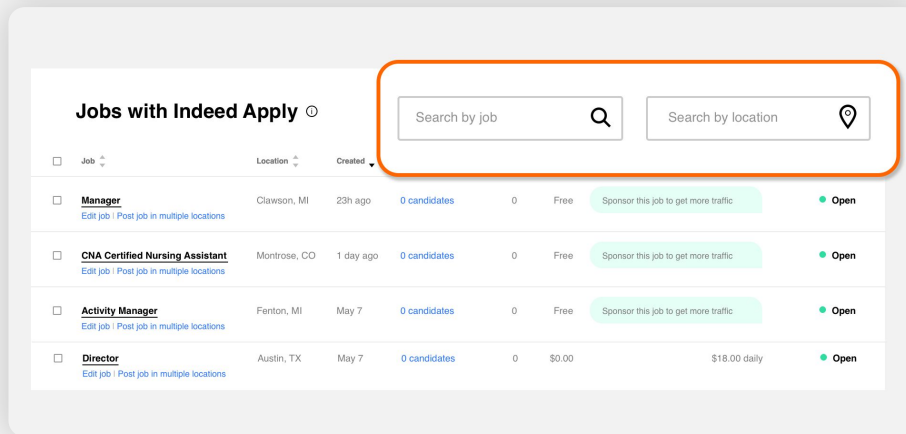 Jobs with Indeed Apply
Search by job
Search by location
Job Location Created
Manager Clawson, MI 23h ago 0 candidates 0 Free Sponsor this job to get more traffic Open
Edit job | Post job in multiple locations
CNA Certified Nursing Assistant Montrose, CO 1 day ago 0 candidates 0 Free Sponsor this job to get more traffic Open
Edit job | Post job in multiple locations
Activity Manager Fenton, MI May 7 0 candidates 0 Free Sponsor this job to get more traffic Open
Edit job | Post job in multiple locations
Director Austin, TX May 7 0 candidates 0 $0.00 $18.00 daily Open
Edit job | Post job in multiple locations